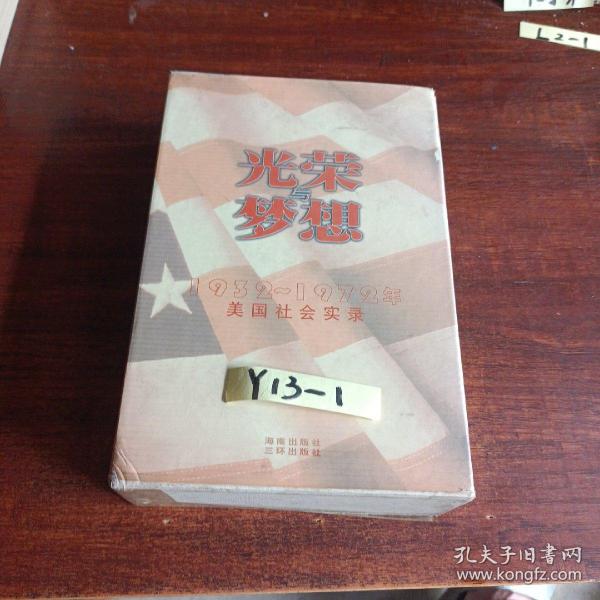 L2-1
光荣
与
梦想
1932~1972年
美国社会实录
Y13-1
海南出版社
三环出版社
孔夫子旧书网
www.kongfz.com